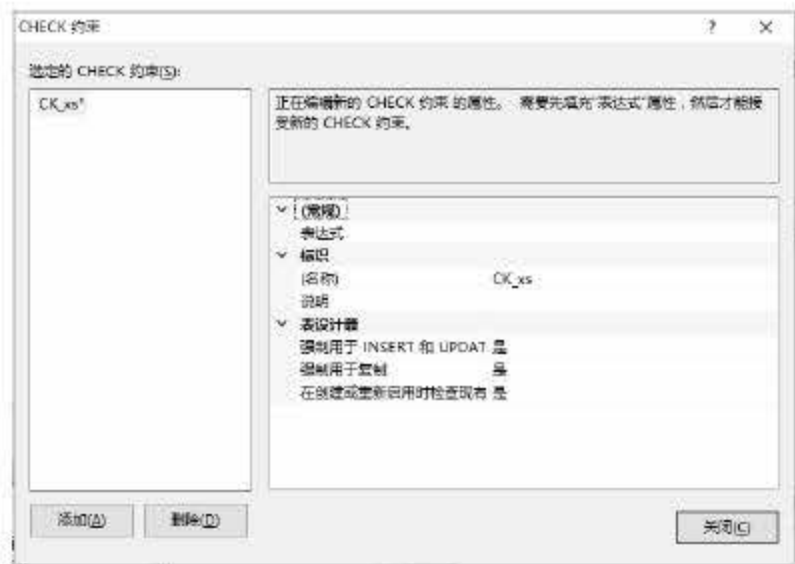 CHECK 约束
? ×
选定的 CHECK 约束(S):
CK_xs*
正在编辑新的 CHECK 约束 的属性。 需要先填充"表达式"属性，然后才能接
受新的 CHECK 约束。
(常规)
表达式
标识
(名称) CK_xs
说明
表设计器
强制用于 INSERT 和 UPDAT 是
强制用于复制 是
在创建或重新启用时检查现有 是
添加(A) 删除(D)
关闭(C)